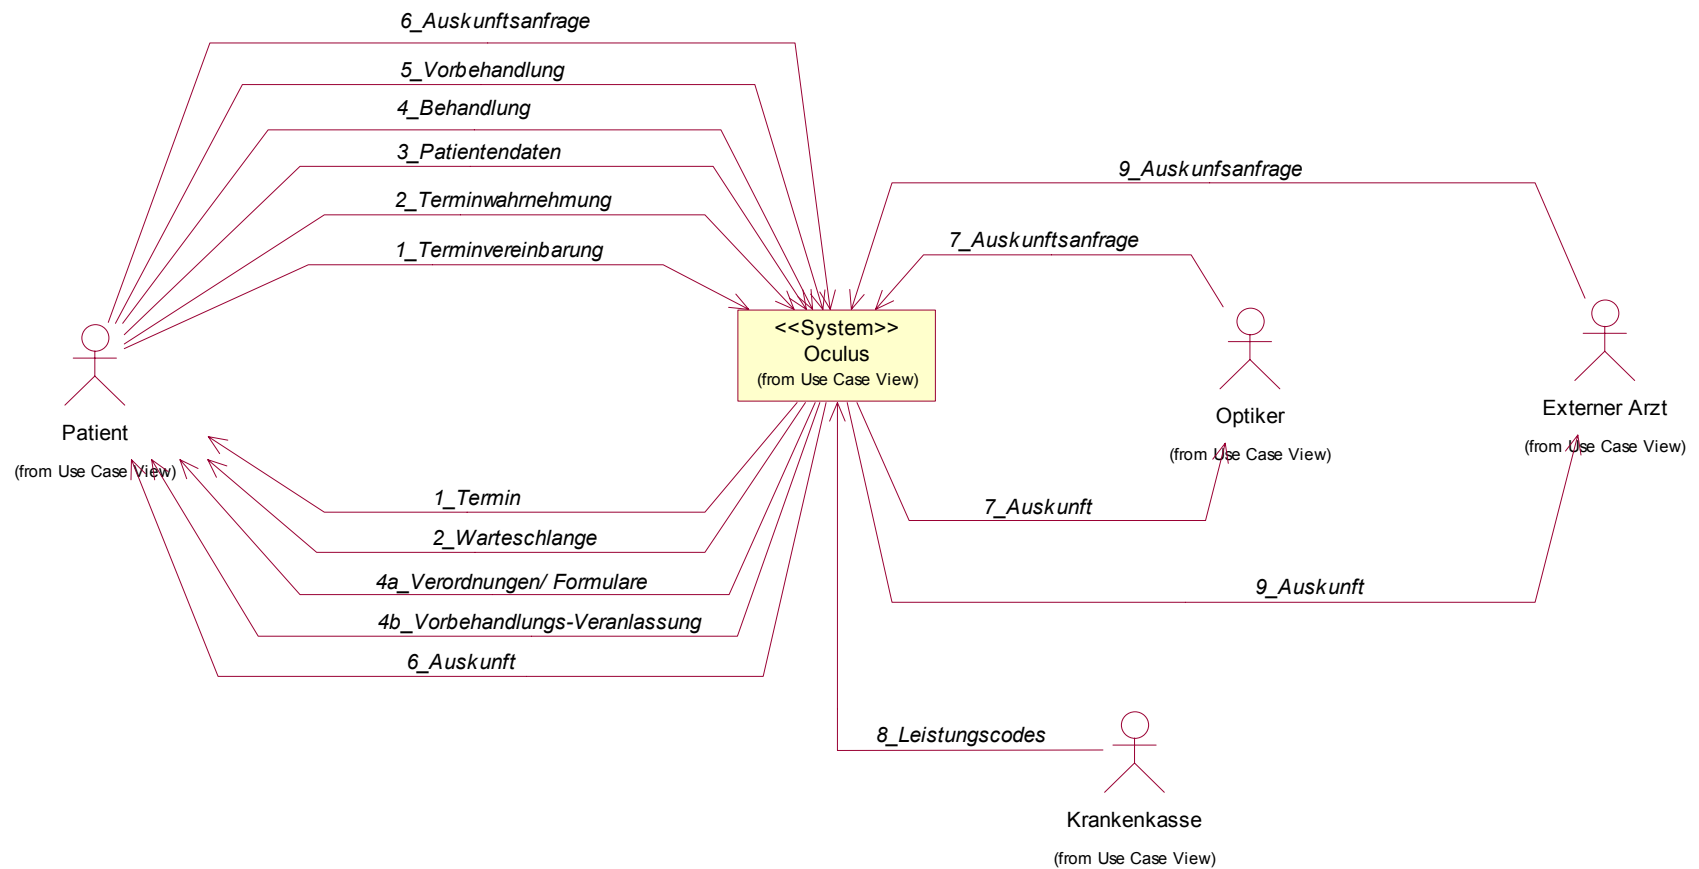 6_Auskunftsanfrage
5_Vorbehandlung
4_Behandlung
3_Patientendaten
2_Terminwahrnehmung
1_Terminvereinbarung
9_Auskunfsanfrage
7_Auskunftsanfrage
<<System>>
Oculus
(from Use Case View)
Patient
(from Use Case View)
Optiker
(from Use Case View)
Externer Arzt
(from Use Case View)
1_Termin
2_Warteschlange
4a_Verordnungen/ Formulare
4b_Vorbehandlungs-Veranlassung
6_Auskunft
7_Auskunft
9_Auskunft
8_Leistungscodes
Krankenkasse
(from Use Case View)